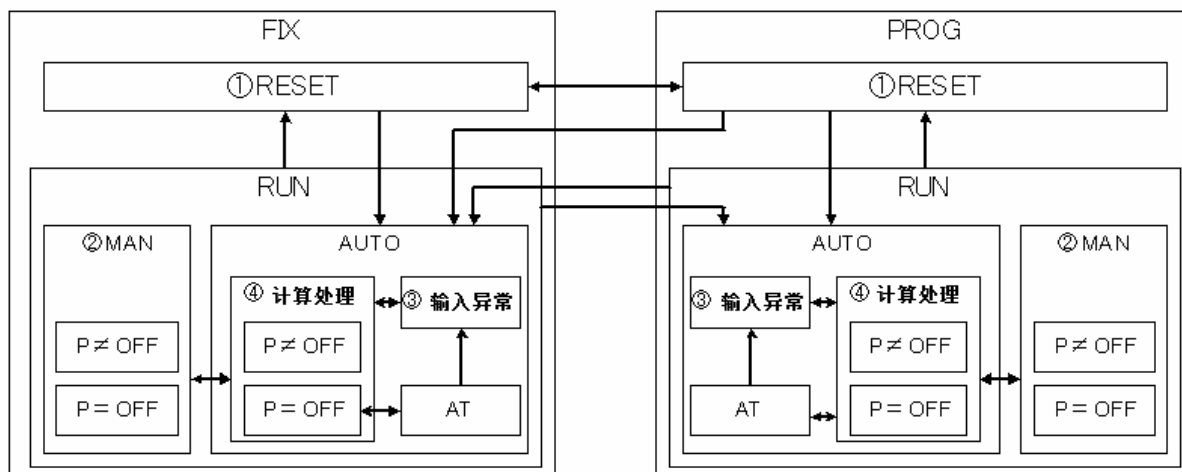 FIX
①RESET
RUN
②MAN
P≠OFF
P=OFF
AUTO
④ 计算处理
P≠OFF
P=OFF
③ 输入异常
AT
PROG
①RESET
RUN
AUTO
③ 输入异常
AT
④ 计算处理
P≠OFF
P=OFF
②MAN
P≠OFF
P=OFF